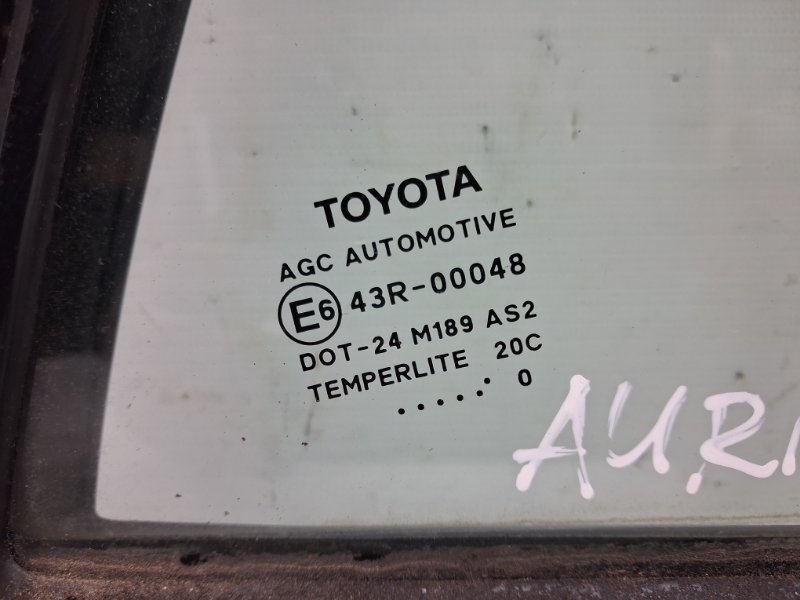 TOYOTA
AGC AUTOMOTIVE
E6 43R-00048
DOT-24 M189 AS2
TEMPERLITE 20C
...... 0